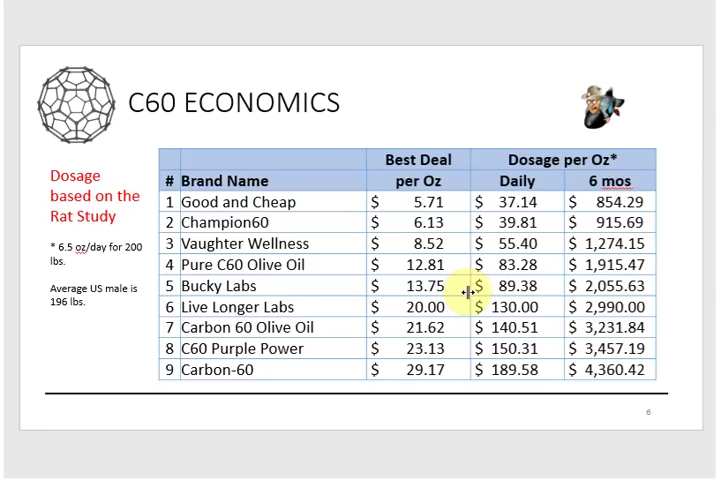 C60 ECONOMICS
Dosage
based on the
Rat Study
* 6.5 oz/day for 200
lbs.
Average US male is
196 lbs.
Best Deal Dosage per Oz*
# Brand Name per Oz Daily 6 mos
1 Good and Cheap $ 5.71 $ 37.14 $ 854.29
2 Champion60 $ 6.13 $ 39.81 $ 915.69
3 Vaughter Wellness $ 8.52 $ 55.40 $ 1,274.15
4 Pure C60 Olive Oil $ 12.81 $ 83.28 $ 1,915.47
5 Bucky Labs $ 13.75 $ 89.38 $ 2,055.63
6 Live Longer Labs $ 20.00 $ 130.00 $ 2,990.00
7 Carbon 60 Olive Oil $ 21.62 $ 140.51 $ 3,231.84
8 C60 Purple Power $ 23.13 $ 150.31 $ 3,457.19
9 Carbon-60 $ 29.17 $ 189.58 $ 4,360.42
6